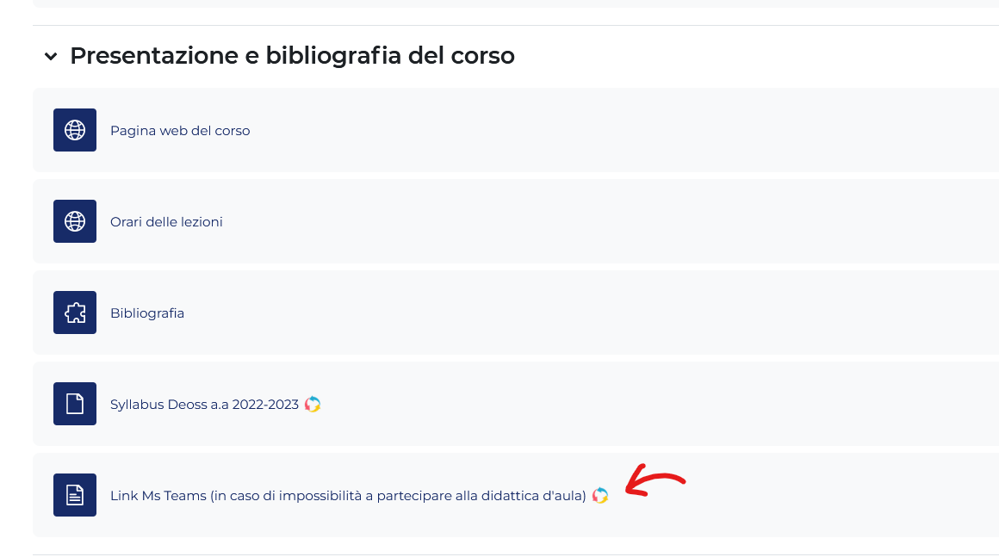 Presentazione e bibliografia del corso
Pagina web del corso
Orari delle lezioni
Bibliografia
Syllabus Deoss a.a 2022-2023
Link Ms Teams (in caso di impossibilità a partecipare alla didattica d'aula)